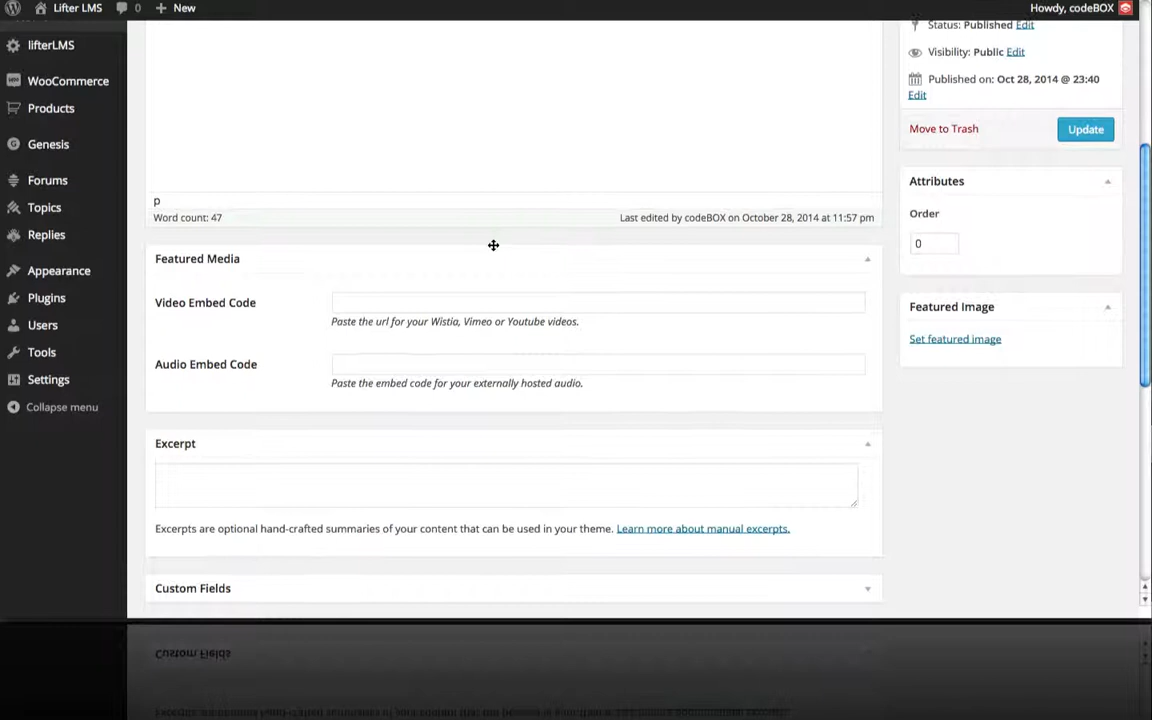 Lifter LMS 0 New Howdy, codeBOX
lifterLMS
WooCommerce
Products
Genesis
Forums
Topics
Replies
Appearance
Plugins
Users
Tools
Settings
Collapse menu
p
Word count: 47 Last edited by codeBOX on October 28, 2014 at 11:57 pm
Featured Media
Video Embed Code
Paste the url for your Wistia, Vimeo or Youtube videos.
Audio Embed Code
Paste the embed code for your externally hosted audio.
Excerpt
Excerpts are optional hand-crafted summaries of your content that can be used in your theme. Learn more about manual excerpts.
Custom Fields
Status: Published Edit
Visibility: Public Edit
Published on: Oct 28, 2014 @ 23:40
Edit
Move to Trash Update
Attributes
Order
0
Featured Image
Set featured image
Custom Fields